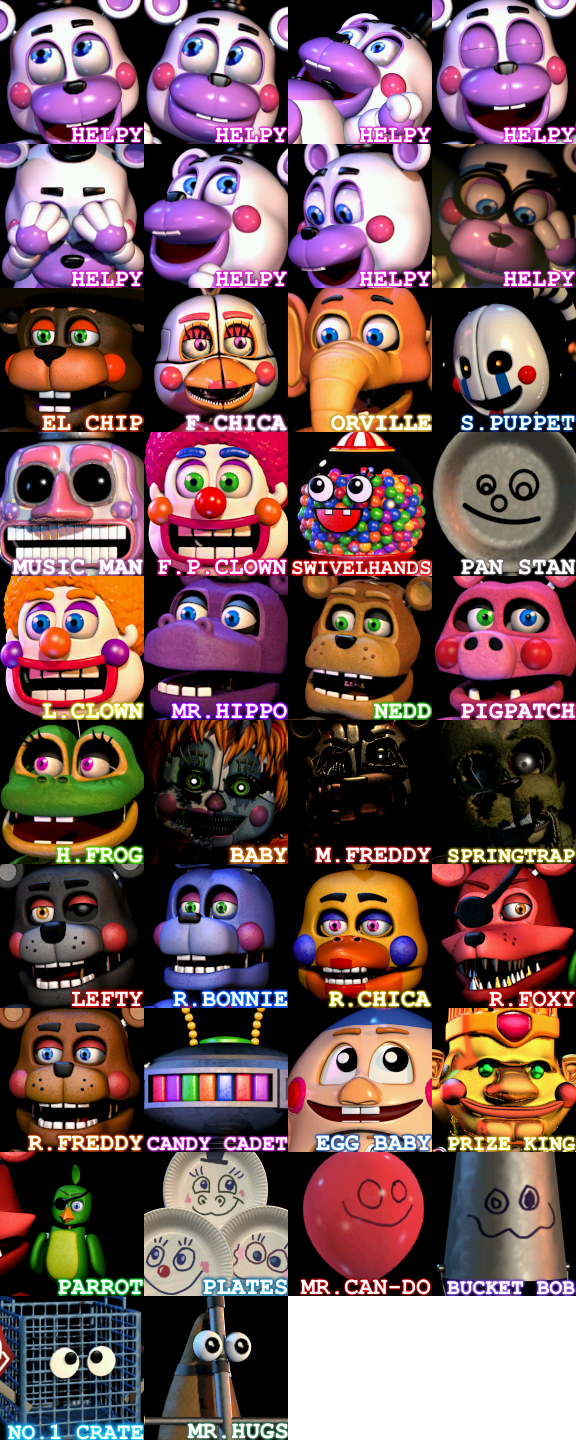 HELPY
HELPY
HELPY
HELPY
HELPY
HELPY
HELPY
HELPY
EL CHIP
F.CHICA
ORVILLE
S.PUPPET
MUSIC MAN
F.P.CLOWN
SWIVELHANDS
PAN STAN
L.CLOWN
MR.HIPPO
NEDD
PIGPATCH
H.FROG
BABY
M.FREDDY
SPRINGTRAP
LEFTY
R.BONNIE
R.CHICA
R.FOXY
R.FREDDY
CANDY CADET
EGG BABY
PRIZE KING
PARROT
PLATES
MR.CAN-DO
BUCKET BOB
NO.1 CRATE
MR.HUGS